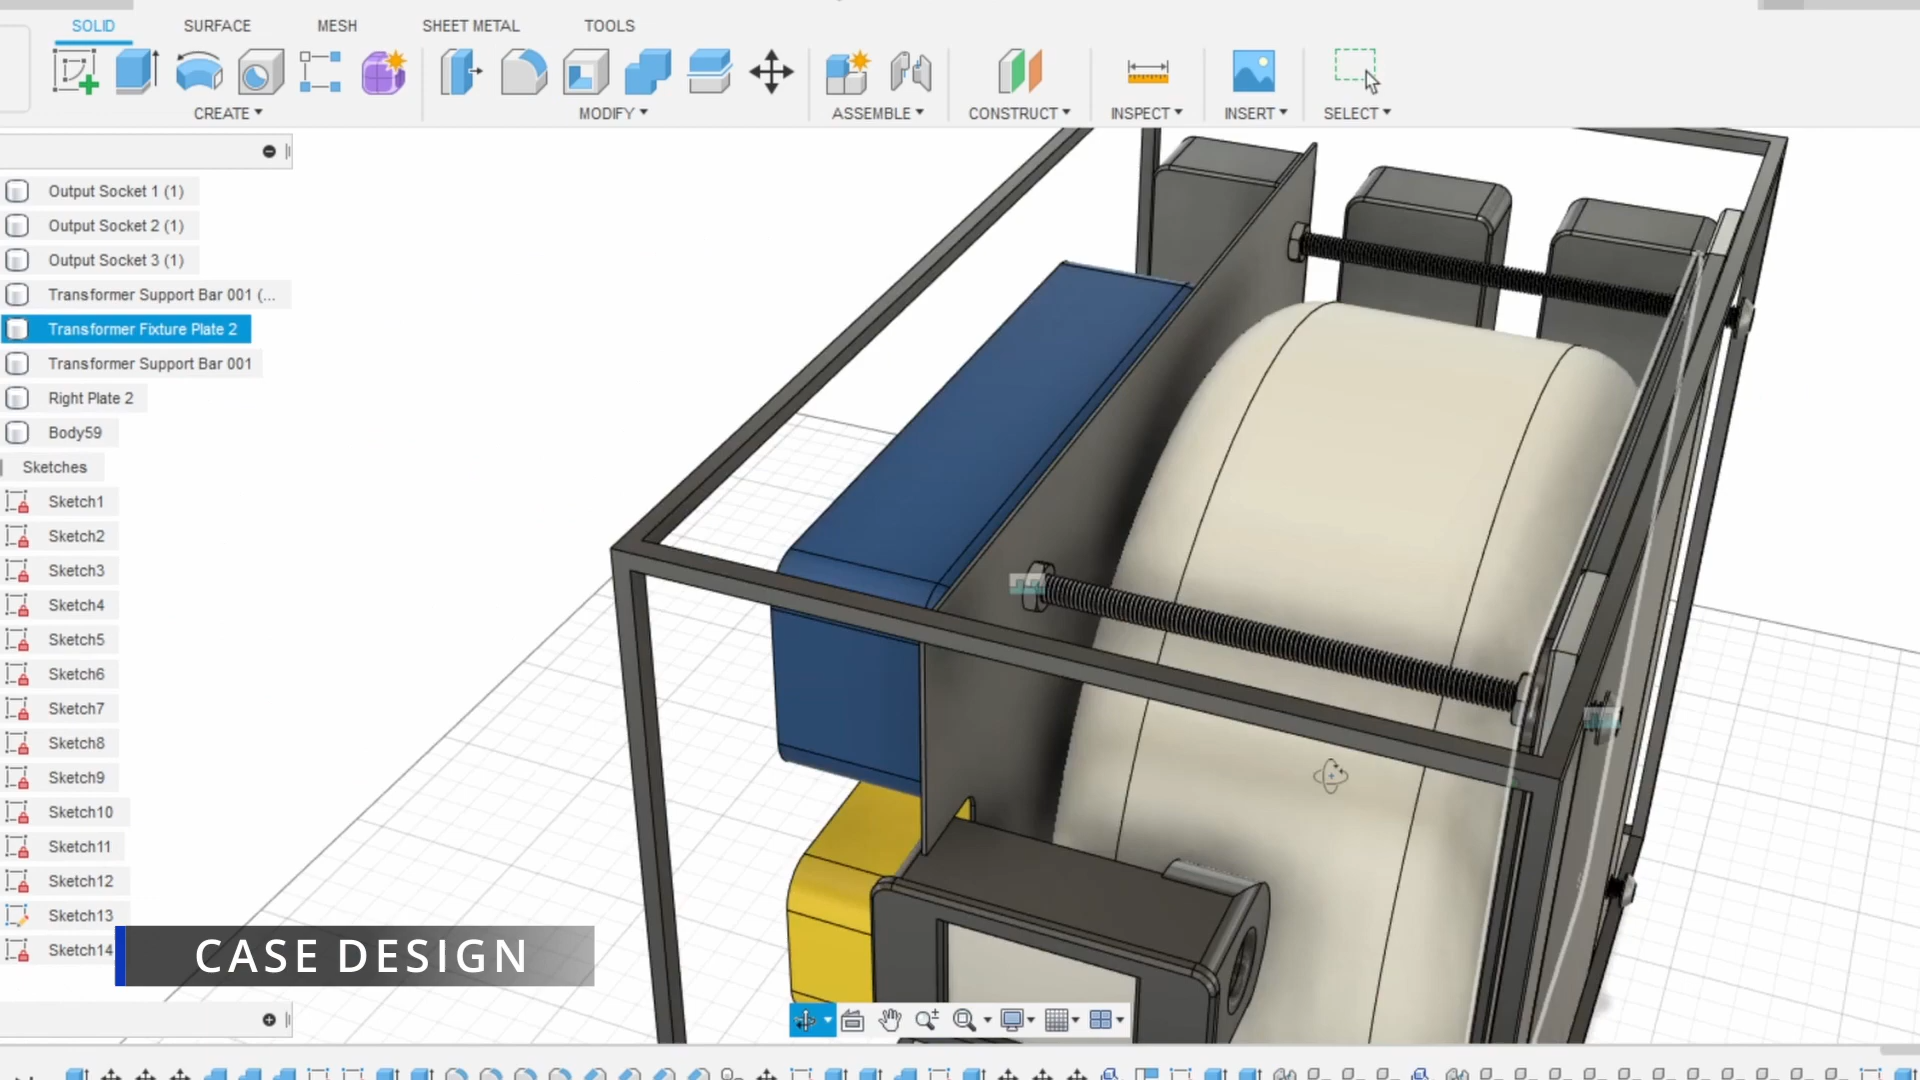 SOLID SURFACE MESH SHEET METAL TOOLS
CREATE MODIFY ASSEMBLE CONSTRUCT INSPECT INSERT SELECT
Output Socket 1 (1)
Output Socket 2 (1)
Output Socket 3 (1)
Transformer Support Bar 001 (...
Transformer Fixture Plate 2
Transformer Support Bar 001
Right Plate 2
Body59
Sketches
Sketch1
Sketch2
Sketch3
Sketch4
Sketch5
Sketch6
Sketch7
Sketch8
Sketch9
Sketch10
Sketch11
Sketch12
Sketch13
Sketch14
CASE DESIGN